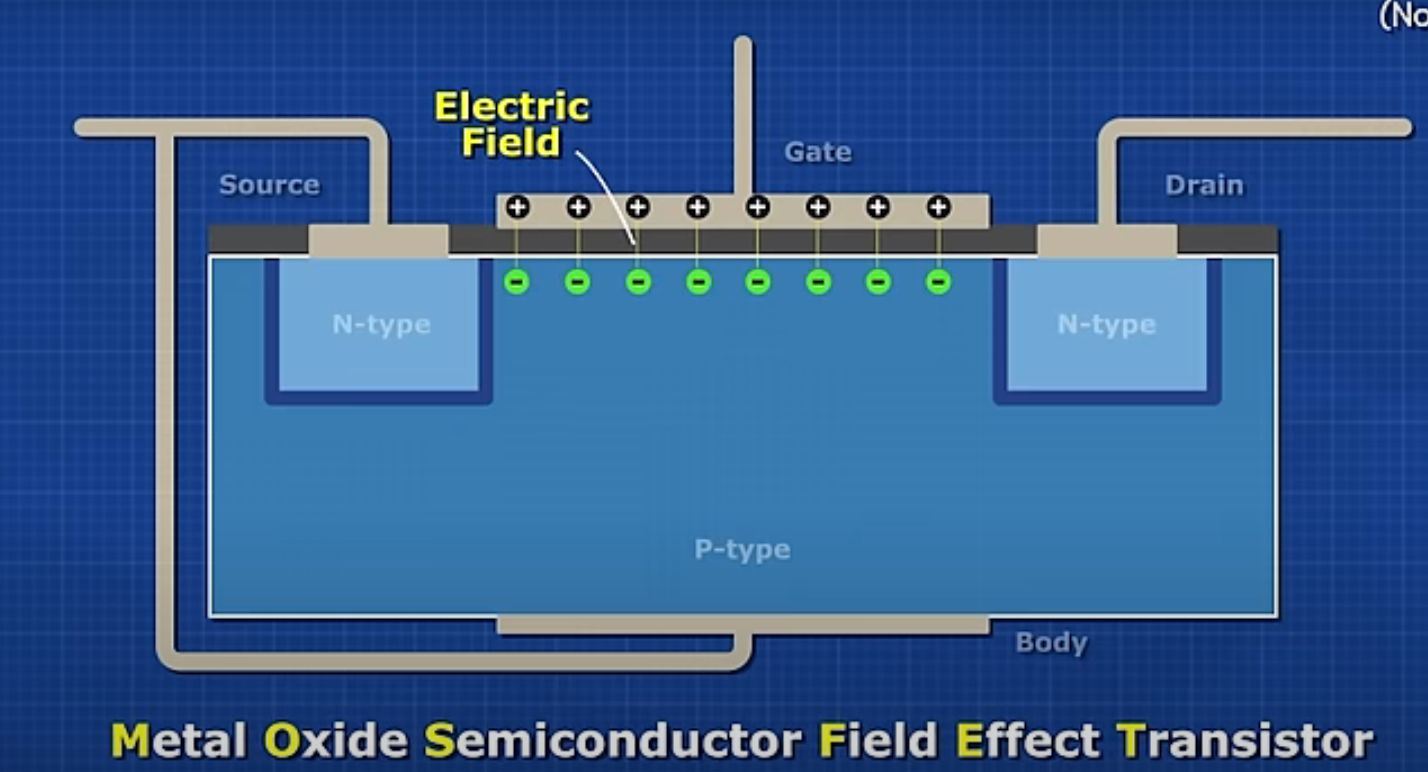 (No
Electric
Field
Gate
Source
Drain
N-type
N-type
P-type
Body
Metal Oxide Semiconductor Field Effect Transistor